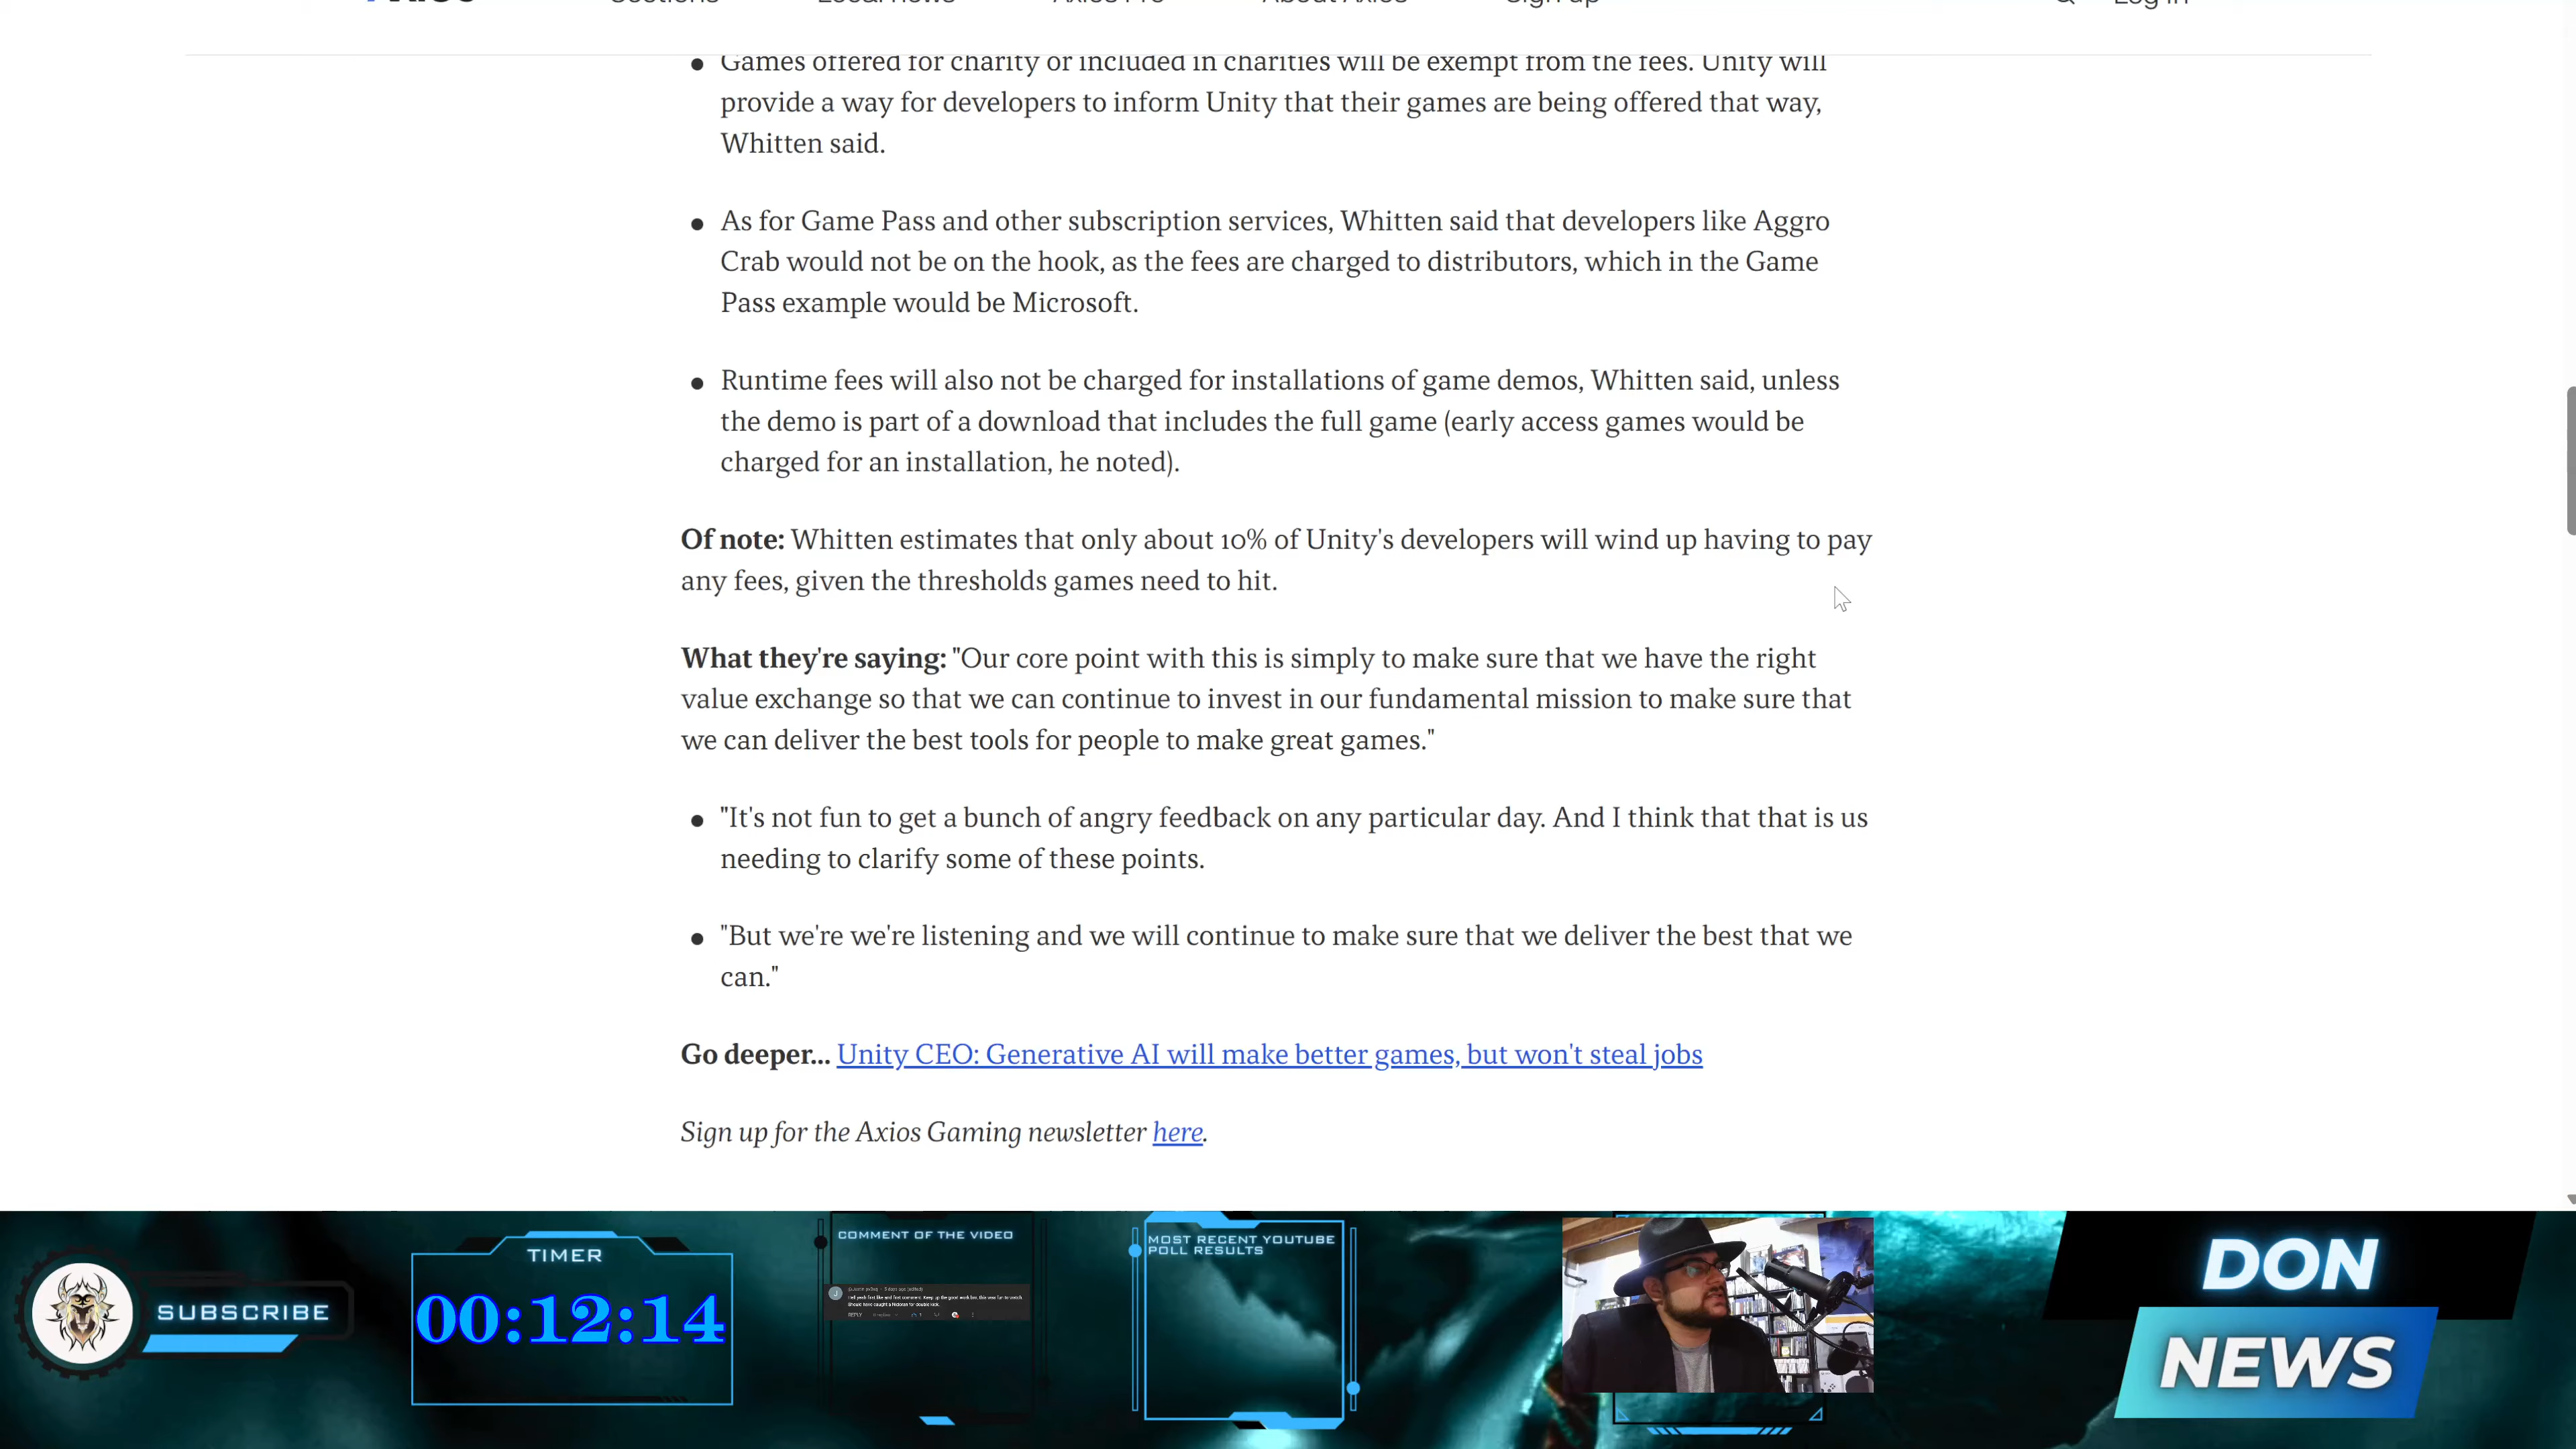 Sections Local news Axios Pro About Axios Sign up Log in
Games offered for charity or included in charities will be exempt from the fees. Unity will
provide a way for developers to inform Unity that their games are being offered that way,
Whitten said.
As for Game Pass and other subscription services, Whitten said that developers like Aggro
Crab would not be on the hook, as the fees are charged to distributors, which in the Game
Pass example would be Microsoft.
Runtime fees will also not be charged for installations of game demos, Whitten said, unless
the demo is part of a download that includes the full game (early access games would be
charged for an installation, he noted).
Of note: Whitten estimates that only about 10% of Unity's developers will wind up having to pay
any fees, given the thresholds games need to hit.
What they're saying: "Our core point with this is simply to make sure that we have the right
value exchange so that we can continue to invest in our fundamental mission to make sure that
we can deliver the best tools for people to make great games."
"It's not fun to get a bunch of angry feedback on any particular day. And I think that that is us
needing to clarify some of these points.
"But we're we're listening and we will continue to make sure that we deliver the best that we
can."
Go deeper... Unity CEO: Generative AI will make better games, but won't steal jobs
Sign up for the Axios Gaming newsletter here.
SUBSCRIBE
TIMER
00:12:14
COMMENT OF THE VIDEO
REPLY
MOST RECENT YOUTUBE
POLL RESULTS
DON
NEWS